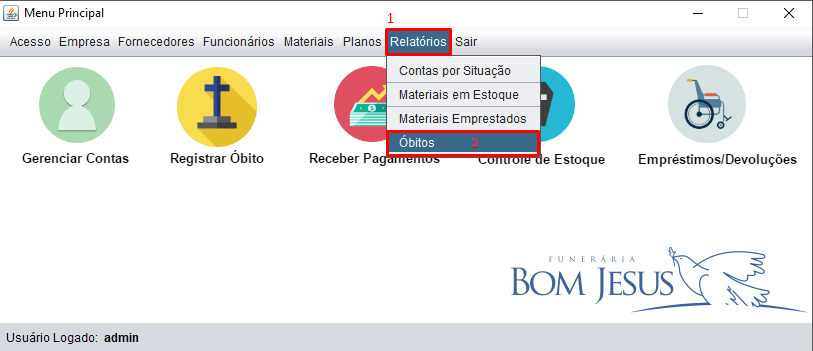 Menu Principal
1
Acesso Empresa Fornecedores Funcionários Materiais Planos Relatórios Sair
Contas por Situação
Materiais em Estoque
Materiais Emprestados
Óbitos 2
Gerenciar Contas
Registrar Óbito
Receber Pagamentos
Controle de Estoque
Empréstimos/Devoluções
FUNERÁRIA
BOM JESUS
Usuário Logado: admin